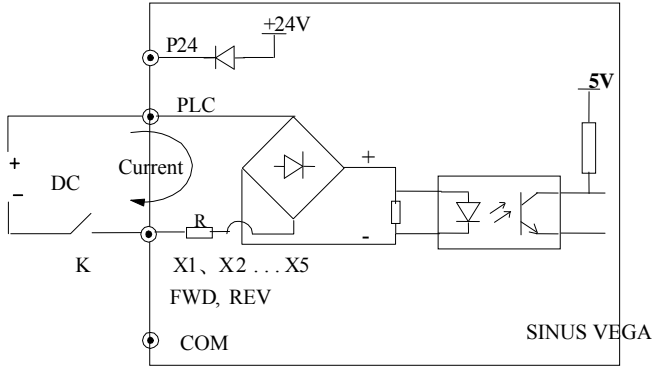 +24V
P24
5V
PLC
+
+
Current
DC
−
R
-
K
X1、X2 . . . X5
FWD, REV
SINUS VEGA
COM